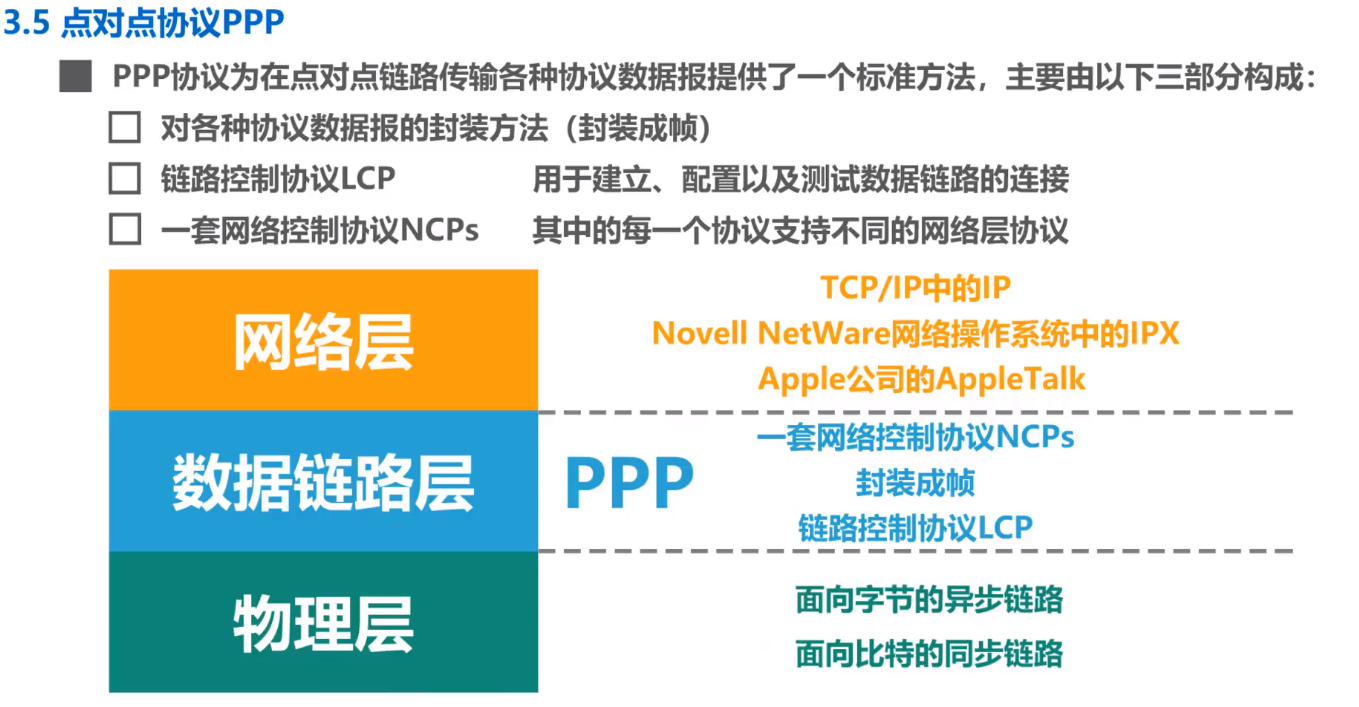 3.5 点对点协议PPP
PPP协议为在点对点链路传输各种协议数据报提供了一个标准方法，主要由以下三部分构成：
对各种协议数据报的封装方法（封装成帧）
链路控制协议LCP 用于建立、配置以及测试数据链路的连接
一套网络控制协议NCPs 其中的每一个协议支持不同的网络层协议
网络层
TCP/IP中的IP
Novell NetWare网络操作系统中的IPX
Apple公司的AppleTalk
数据链路层
PPP
一套网络控制协议NCPs
封装成帧
链路控制协议LCP
物理层
面向字节的异步链路
面向比特的同步链路